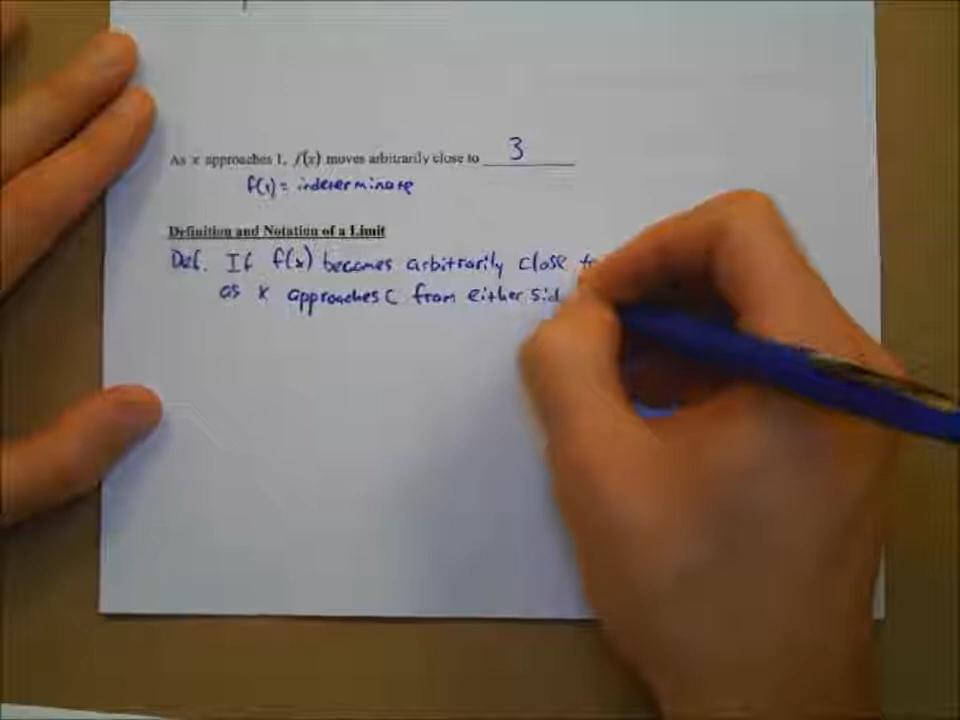 As x approaches 1, f(x) moves arbitrarily close to 3
f(1) = indeterminate
Definition and Notation of a Limit
Def. If f(x) becomes arbitrarily close
as x approaches c from either sid